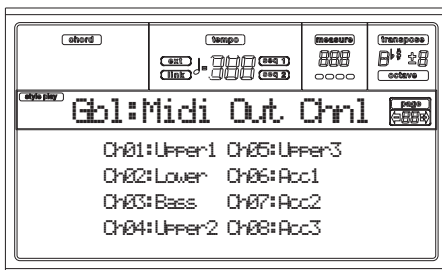 chord tempo measure transpose
ext seq 1
link seq 2
octave
style play
Gbl:Midi Out Chnl page
Ch01:Upper1 Ch05:Upper3
Ch02:Lower Ch06:Acc1
Ch03:Bass Ch07:Acc2
Ch04:Upper2 Ch08:Acc3